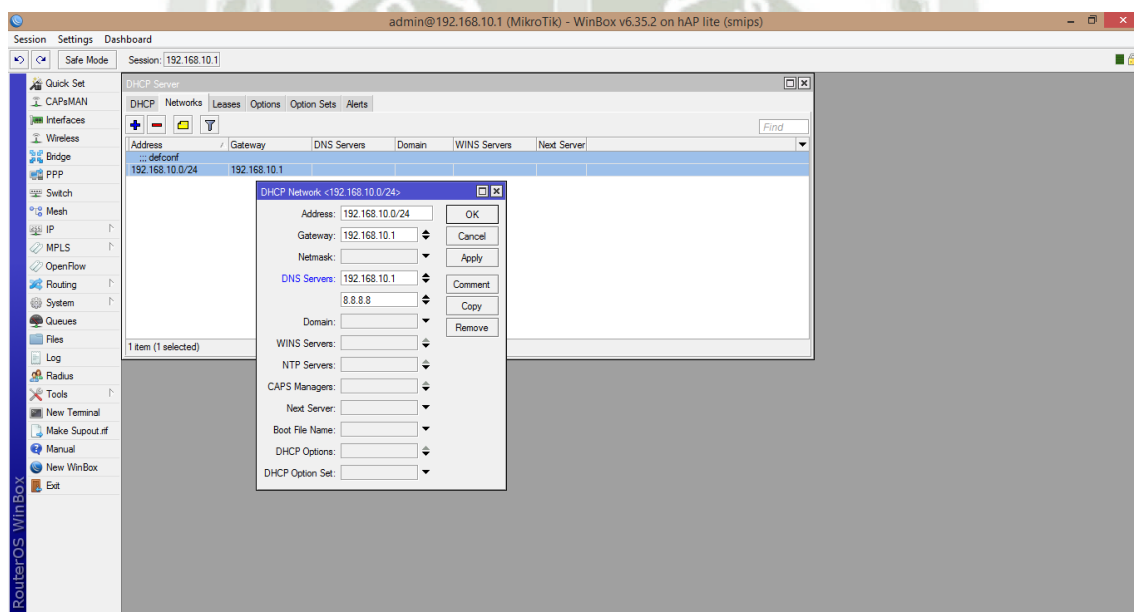 admin@192.168.10.1 (MikroTik) - WinBox v6.35.2 on hAP lite (smips)
Session Settings Dashboard
Safe Mode Session: 192.168.10.1
Quick Set
CAPsMAN
Interfaces
Wireless
Bridge
PPP
Switch
Mesh
IP
MPLS
OpenFlow
Routing
System
Queues
Files
Log
Radius
Tools
New Terminal
Make Supout.rif
Manual
New WinBox
Exit
RouterOS WinBox
DHCP Server
DHCP Networks Leases Options Option Sets Alerts
Find
Address / Gateway DNS Servers Domain WINS Servers Next Server
;;; defconf
192.168.10.0/24 192.168.10.1
1 item (1 selected)
DHCP Network <192.168.10.0/24>
Address: 192.168.10.0/24 OK
Gateway: 192.168.10.1 Cancel
Netmask: Apply
DNS Servers: 192.168.10.1 Comment
8.8.8.8 Copy
Domain: Remove
WINS Servers:
NTP Servers:
CAPS Managers:
Next Server:
Boot File Name:
DHCP Options:
DHCP Option Set: